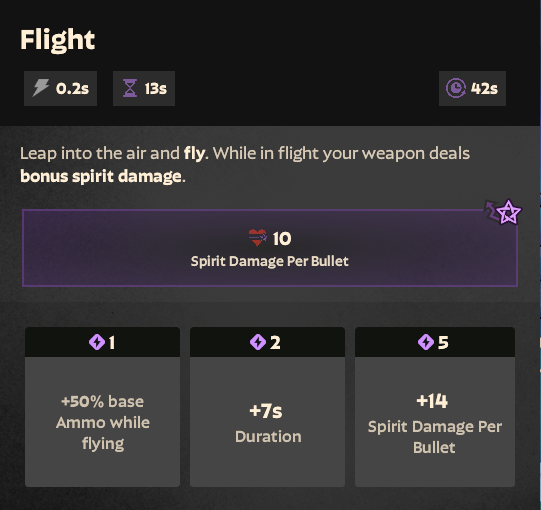 Flight
0.2s 13s 42s
Leap into the air and fly. While in flight your weapon deals
bonus spirit damage.
10
Spirit Damage Per Bullet
1
+50% base
Ammo while
flying
2
+7s
Duration
5
+14
Spirit Damage Per
Bullet